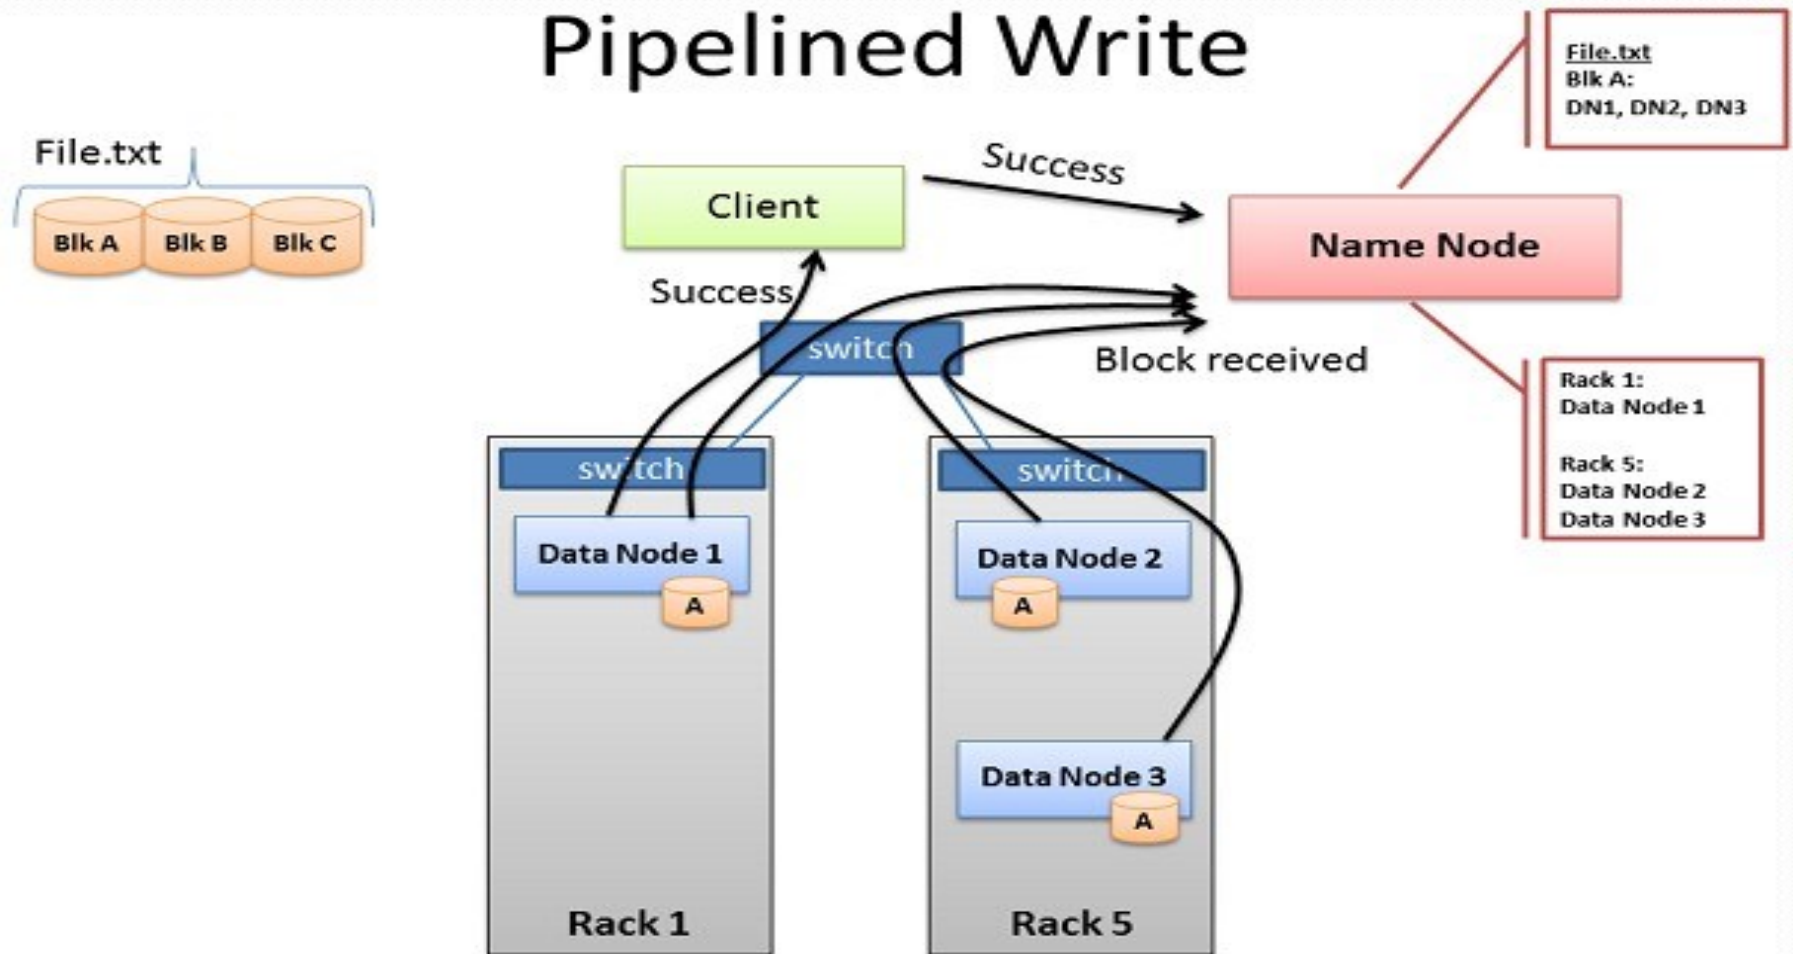 Pipelined Write
File.txt
Blk A
Blk B
Blk C
Client
Success
Name Node
File.txt
Blk A:
DN1, DN2, DN3
Success
switch
Block received
Rack 1:
Data Node 1
Rack 5:
Data Node 2
Data Node 3
switch
Data Node 1
A
Rack 1
switch
Data Node 2
A
Data Node 3
A
Rack 5